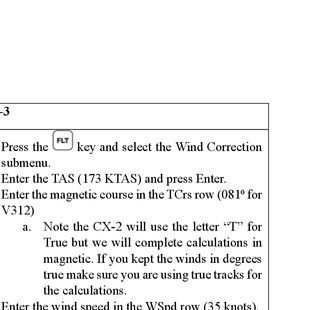 -3
Press the FLT key and select the Wind Correction
submenu.
Enter the TAS (173 KTAS) and press Enter.
Enter the magnetic course in the TCrs row (081º for
V312)
a. Note the CX-2 will use the letter “T” for
True but we will complete calculations in
magnetic. If you kept the winds in degrees
true make sure you are using true tracks for
the calculations.
Enter the wind speed in the WSpd row (35 knots).